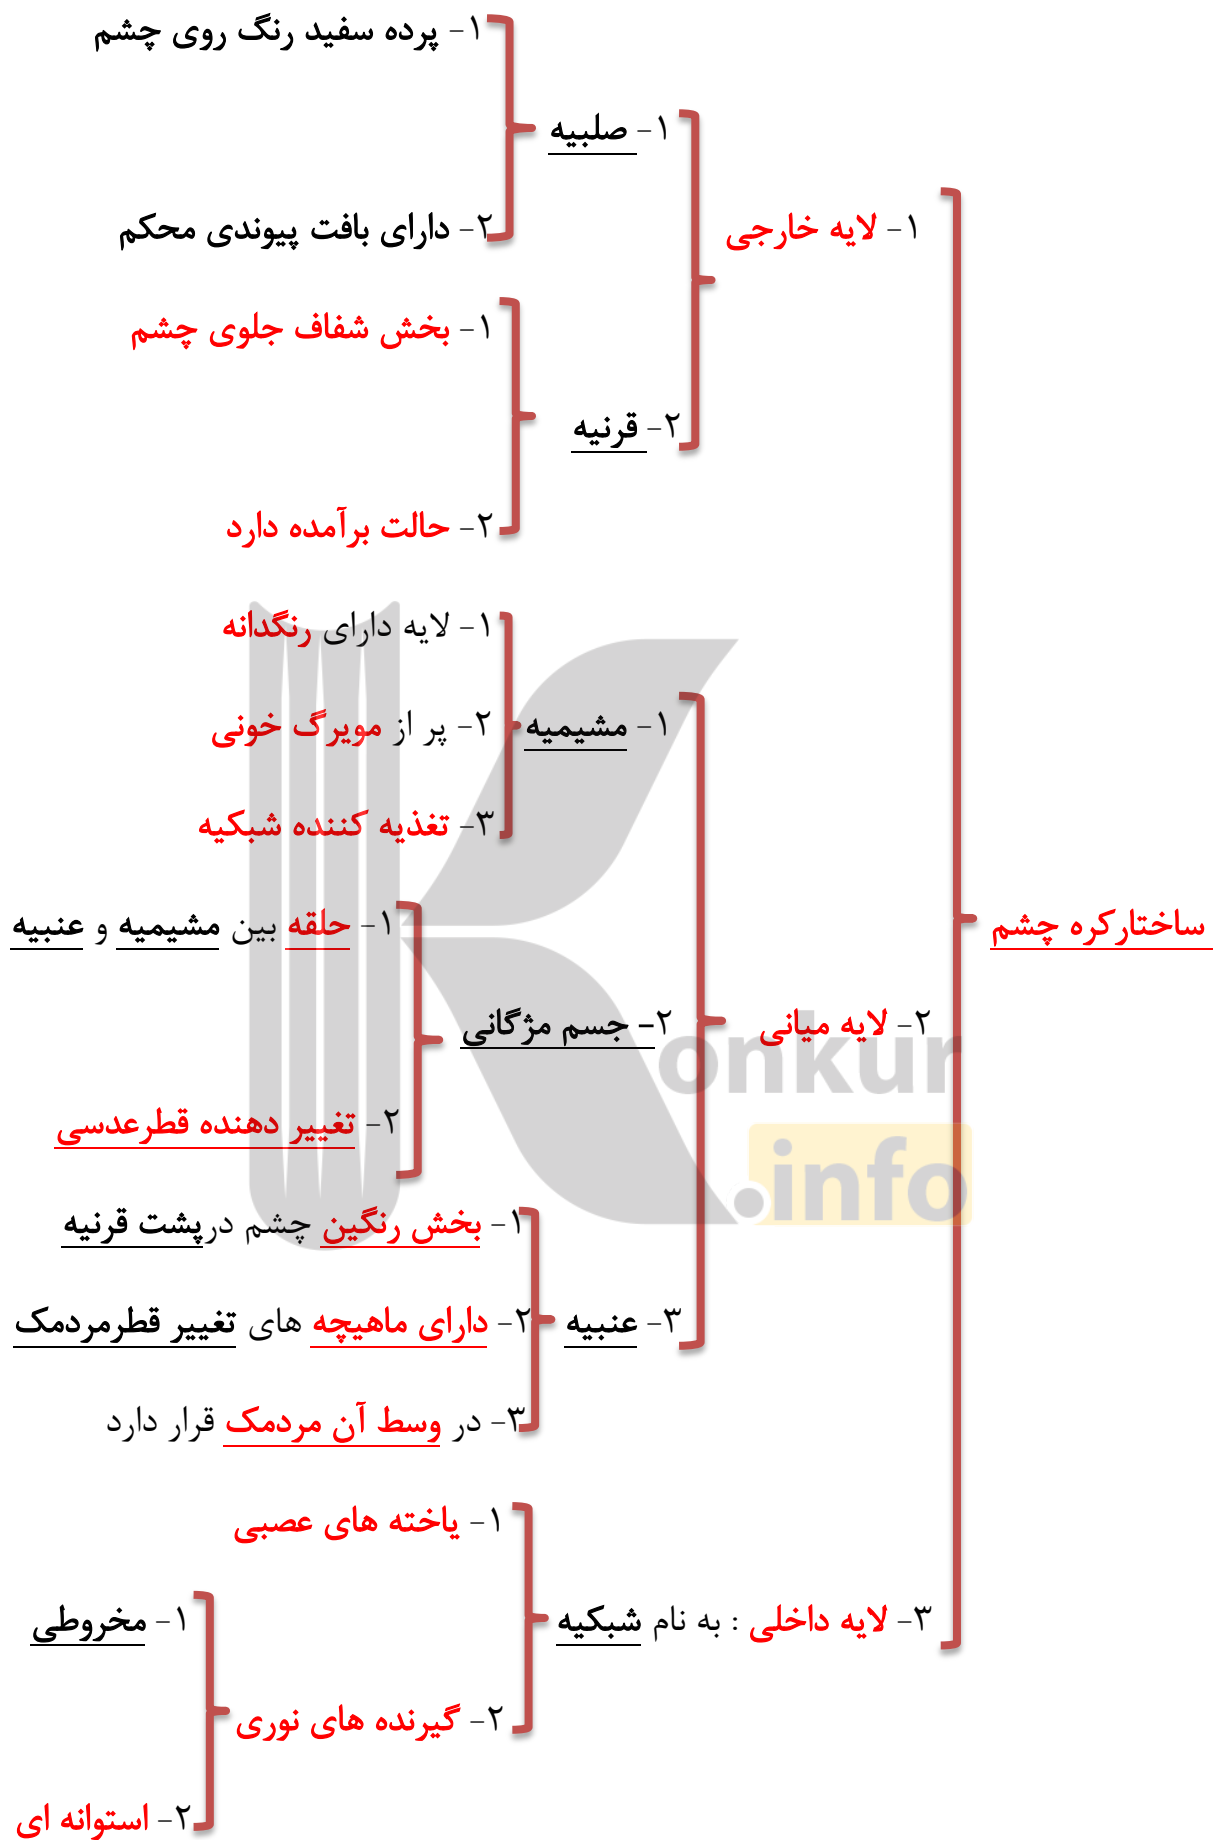 ۱- پرده سفید رنگ روی چشم
۱- صلبیه
۲- دارای بافت پیوندی محکم
۱- لایه خارجی
۱- بخش شفاف جلوی چشم
۲- قرنیه
۲- حالت برآمده دارد
۱- لایه دارای رنگدانه
۱- مشیمیه
۲- پر از مویرگ خونی
۳- تغذیه کننده شبکیه
ساختارکره چشم
۱- حلقه بین مشیمیه و عنبیه
۲- لایه میانی
۲- جسم مژگانی
onkur
۲- تغییر دهنده قطرعدسی
.info
۱- بخش رنگین چشم درپشت قرنیه
۳- عنبیه
۲- دارای ماهیچه های تغییر قطرمردمک
۳- در وسط آن مردمک قرار دارد
۱- یاخته های عصبی
۳- لایه داخلی : به نام شبکیه
۱- مخروطی
۲- گیرنده های نوری
۲- استوانه ای